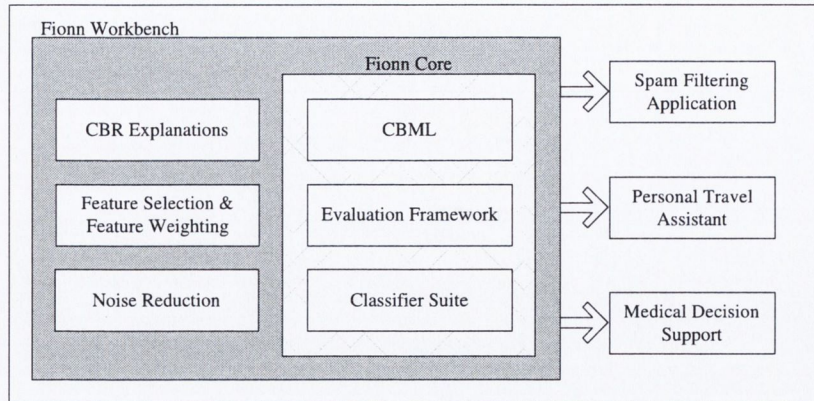 Fionn Workbench
Fionn Core
CBR Explanations
Feature Selection &
Feature Weighting
Noise Reduction
CBML
Evaluation Framework
Classifier Suite
Spam Filtering
Application
Personal Travel
Assistant
Medical Decision
Support